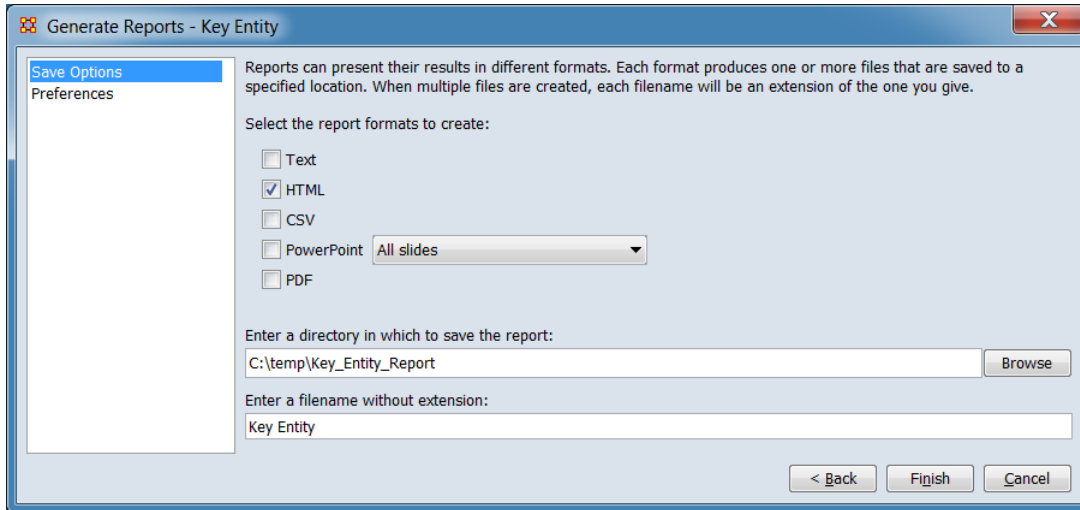 Generate Reports - Key Entity
X
Save Options
Preferences
Reports can present their results in different formats. Each format produces one or more files that are saved to a
specified location. When multiple files are created, each filename will be an extension of the one you give.
Select the report formats to create:
Text
HTML
CSV
PowerPoint All slides
PDF
Enter a directory in which to save the report:
C:\temp\Key_Entity_Report Browse
Enter a filename without extension:
Key Entity
< Back Finish Cancel